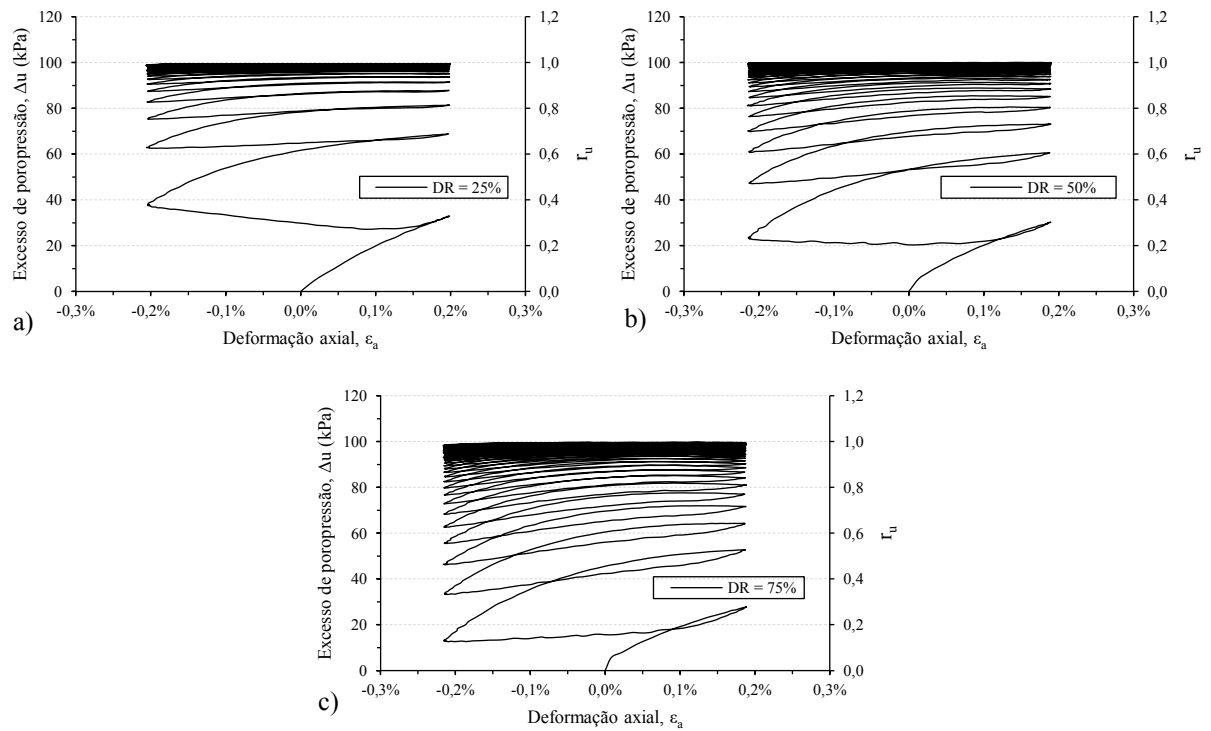 120
100
80
60
40
20
0
Excesso de poropressão, Δu (kPa)
1,2
1,0
0,8
0,6
0,4
0,2
0,0
r_u
DR = 25%
-0,3% -0,2% -0,1% 0,0% 0,1% 0,2% 0,3%
Deformação axial, ε_a
a)
120
100
80
60
40
20
0
Excesso de poropressão, Δu (kPa)
1,2
1,0
0,8
0,6
0,4
0,2
0,0
r_u
DR = 50%
-0,3% -0,2% -0,1% 0,0% 0,1% 0,2% 0,3%
Deformação axial, ε_a
b)
120
100
80
60
40
20
0
Excesso de poropressão, Δu (kPa)
1,2
1,0
0,8
0,6
0,4
0,2
0,0
r_u
DR = 75%
-0,3% -0,2% -0,1% 0,0% 0,1% 0,2% 0,3%
Deformação axial, ε_a
c)